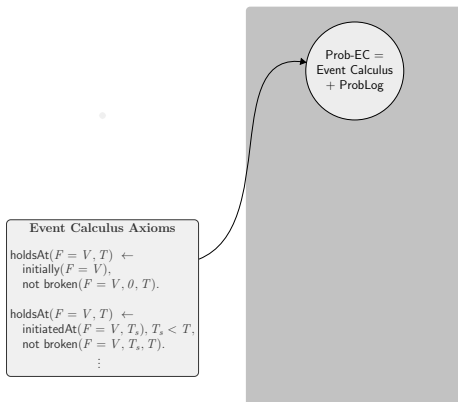 Prob-EC =
Event Calculus
+ ProbLog
Event Calculus Axioms
holdsAt(F = V, T) ←
initially(F = V),
not broken(F = V, 0, T).
holdsAt(F = V, T) ←
initiatedAt(F = V, Tₛ), Tₛ < T,
not broken(F = V, Tₛ, T).
⋮